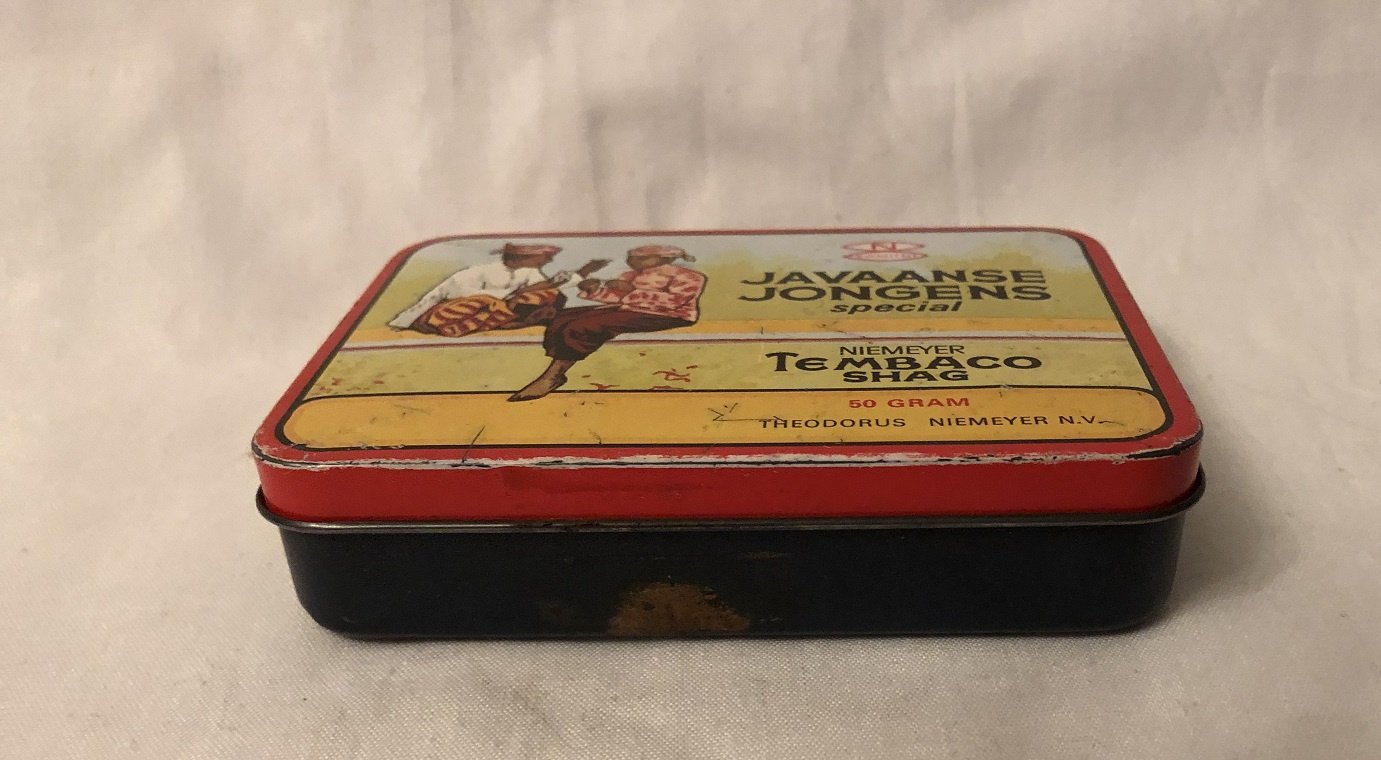 N
JAVAANSE
JONGENS
special
NIEMEYER
TeMBACO
SHAG
50 GRAM
THEODORUS NIEMEYER N.V.